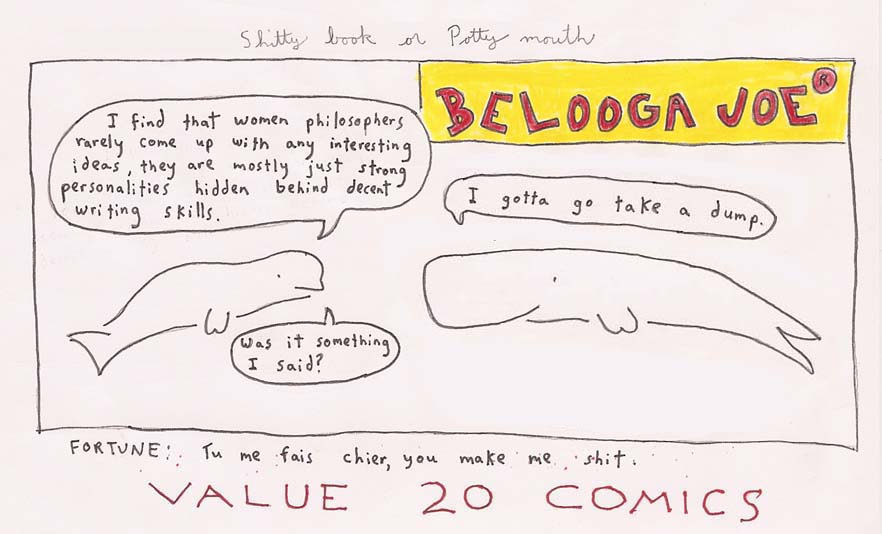 Shitty book or Potty mouth
BELOOGA JOE®
I find that women philosophers
rarely come up with any interesting
ideas, they are mostly just strong
personalities hidden behind decent
writing skills.
I gotta go take a dump.
Was it something
I said?
FORTUNE: Tu me fais chier, you make me shit.
VALUE 20 COMICS